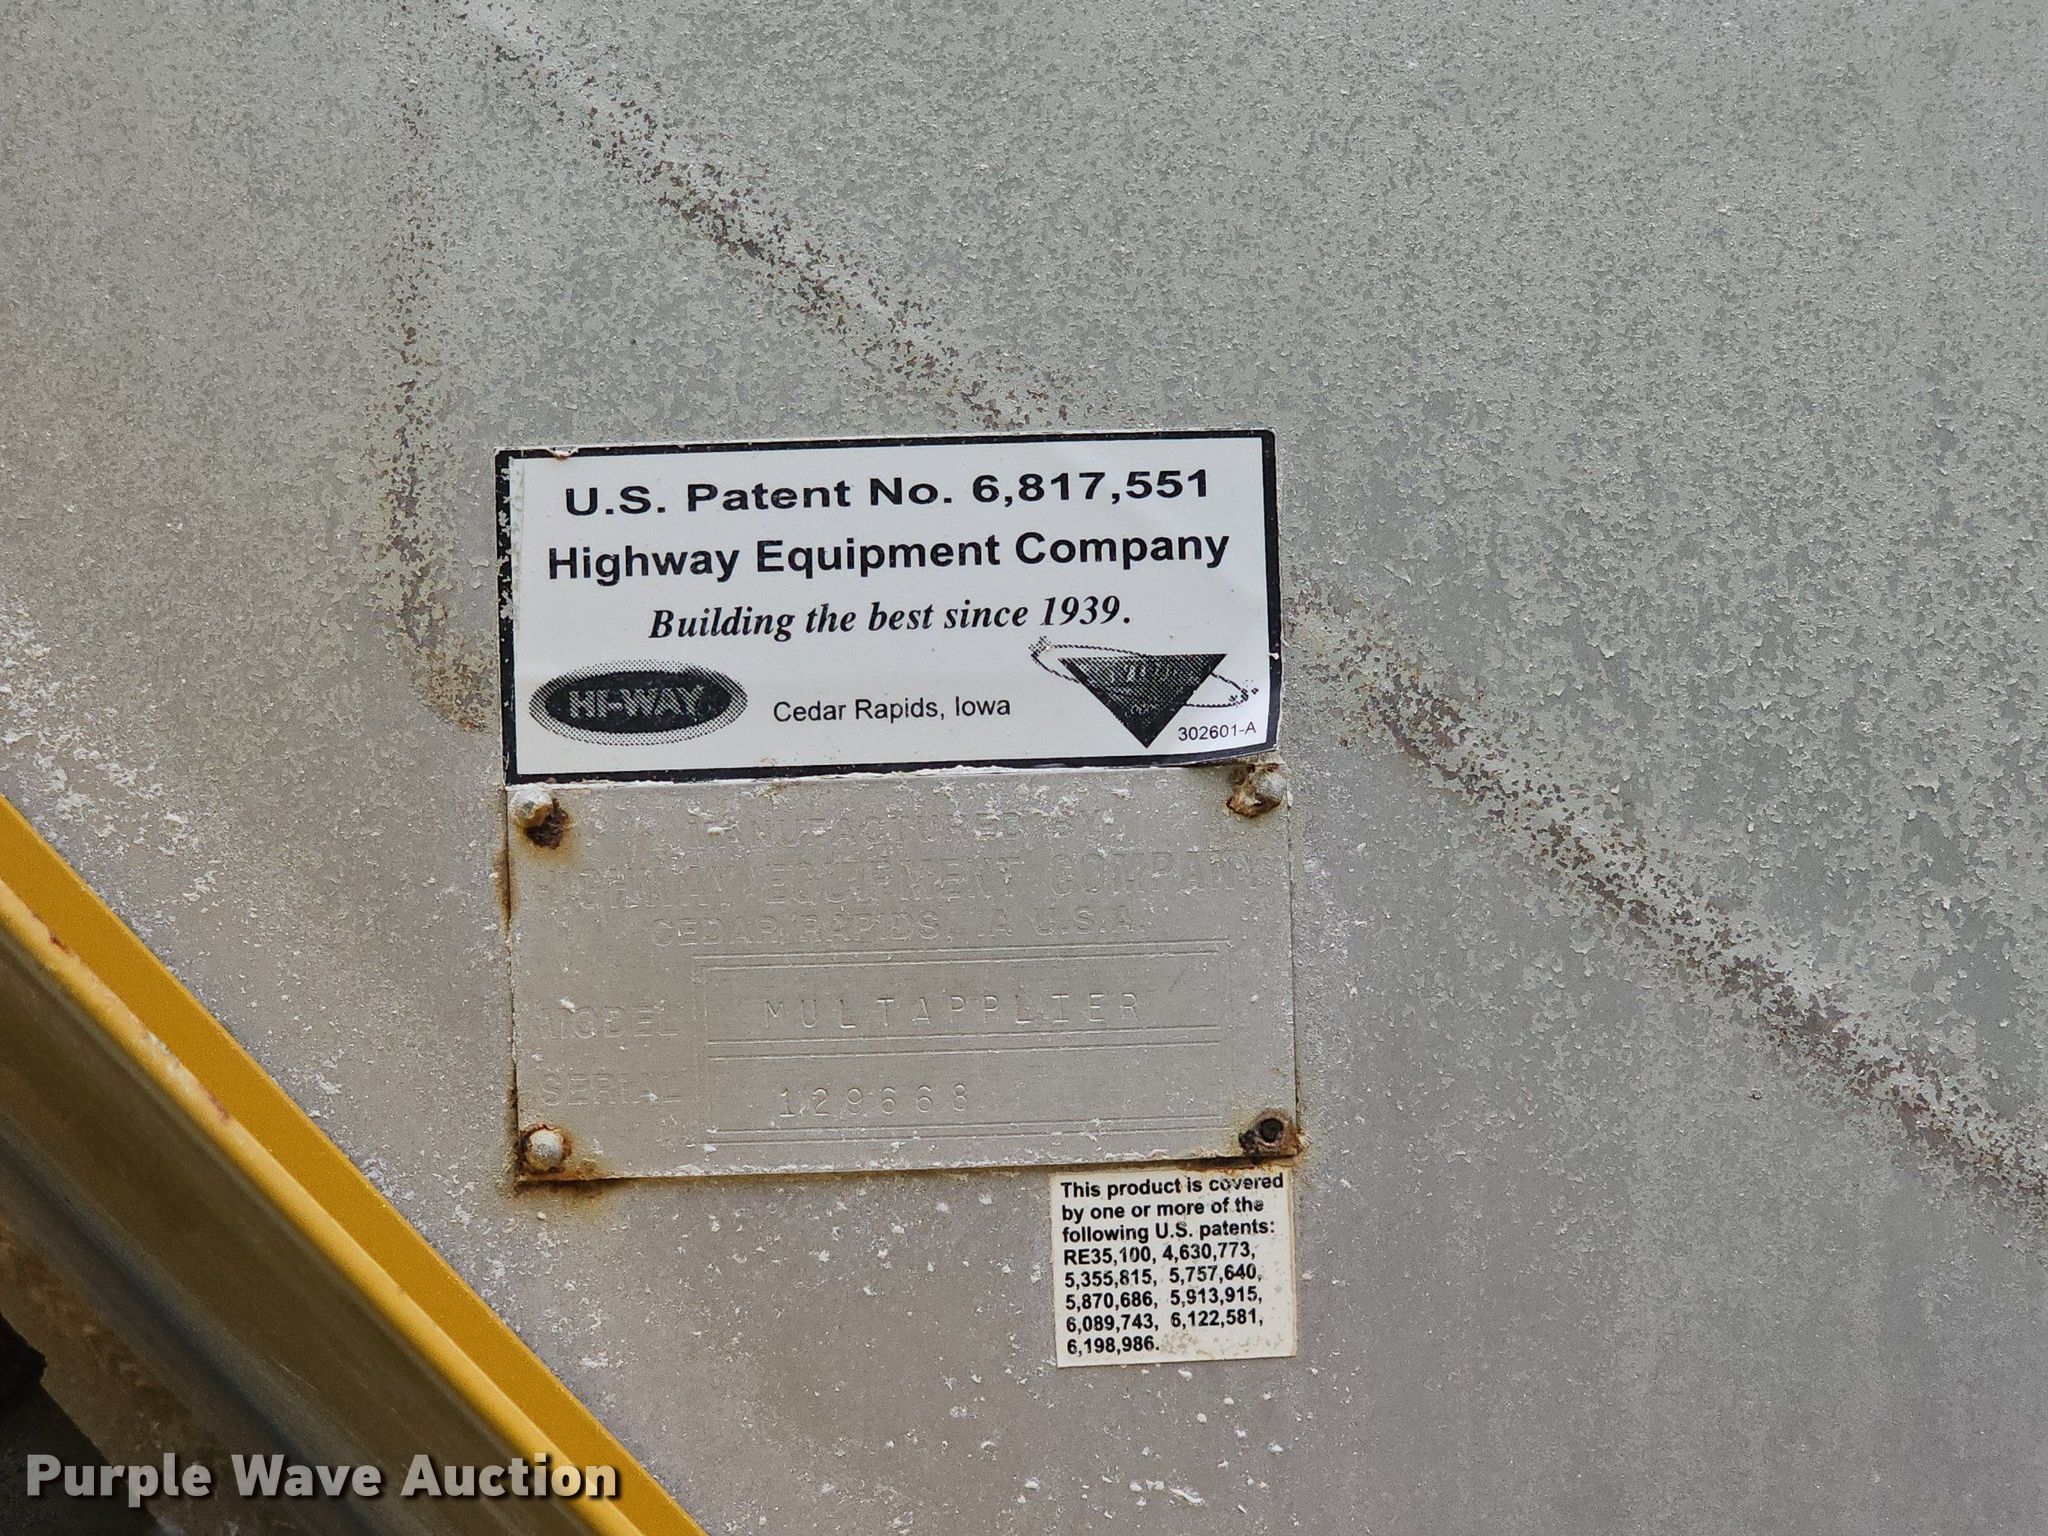 U.S. Patent No. 6,817,551
Highway Equipment Company
Building the best since 1939.
HI-WAY
Cedar Rapids, Iowa
302601-A
MANUFACTURED BY
HIGHWAY EQUIPMENT COMPANY
CEDAR RAPIDS, IA U.S.A.
MODEL MULTAPPLIER
SERIAL 129668
This product is covered
by one or more of the
following U.S. patents:
RE35,100, 4,630,773,
5,355,815, 5,757,640,
5,870,686, 5,913,915,
6,089,743, 6,122,581,
6,198,986.
Purple Wave Auction